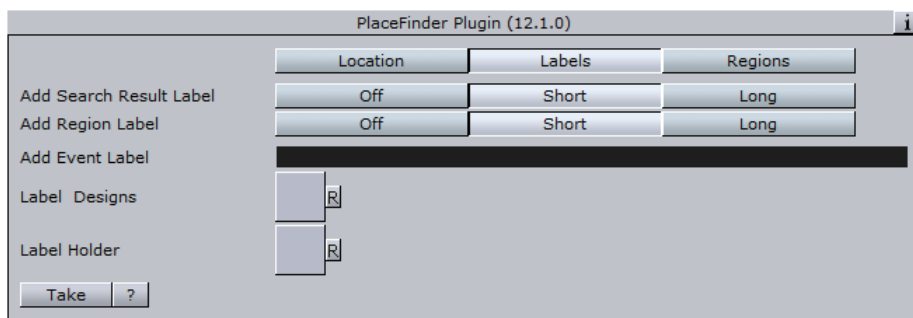 PlaceFinder Plugin (12.1.0) i
Location Labels Regions
Add Search Result Label Off Short Long
Add Region Label Off Short Long
Add Event Label
Label Designs R
Label Holder R
Take ?